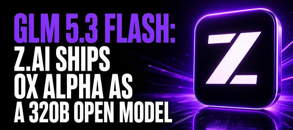 GLM 5.3 FLASH:
Z.AI SHIPS
OX ALPHA AS
A 320B OPEN MODEL
Z